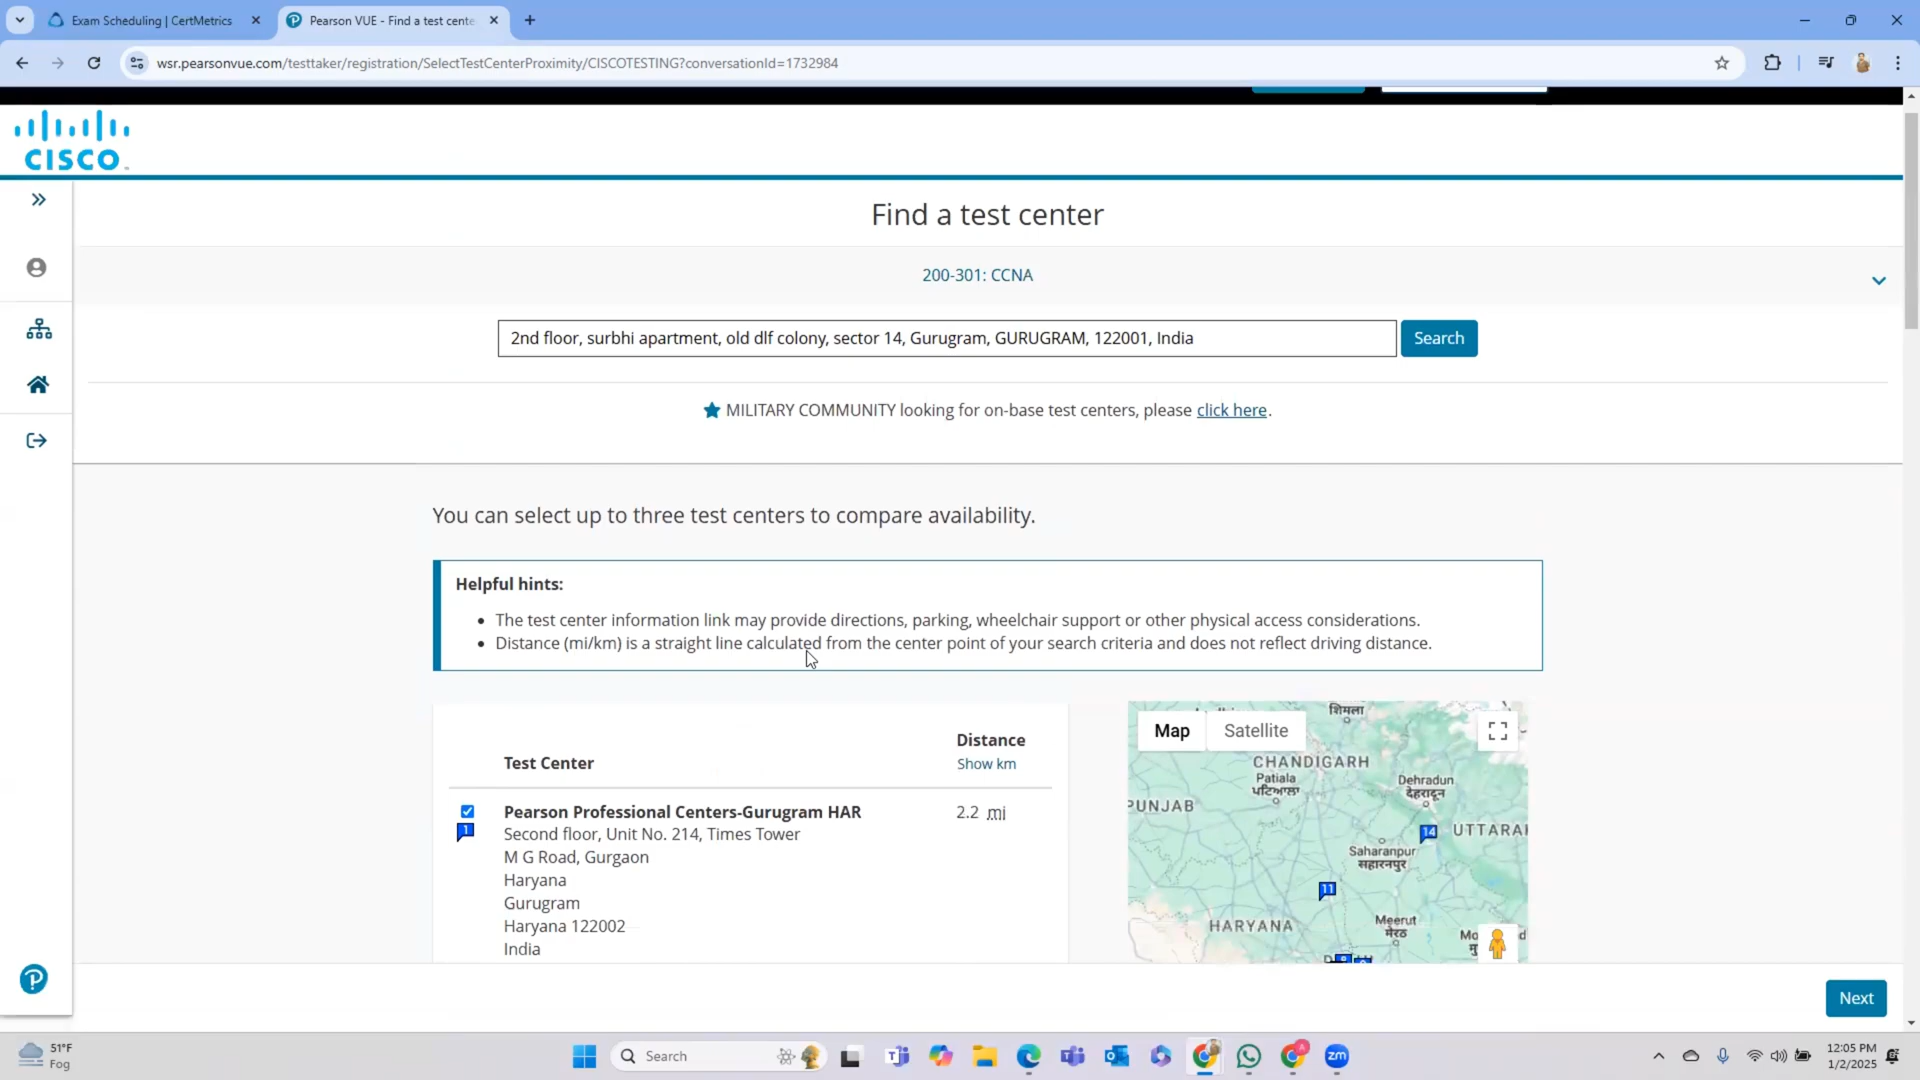 Exam Scheduling | CertMetrics
Pearson VUE - Find a test cente
wsr.pearsonvue.com/testtaker/registration/SelectTestCenterProximity/CISCOTESTING?conversationId=1732984
CISCO
Find a test center
200-301: CCNA
2nd floor, surbhi apartment, old dlf colony, sector 14, Gurugram, GURUGRAM, 122001, India
Search
MILITARY COMMUNITY looking for on-base test centers, please click here.
You can select up to three test centers to compare availability.
Helpful hints:
The test center information link may provide directions, parking, wheelchair support or other physical access considerations.
Distance (mi/km) is a straight line calculated from the center point of your search criteria and does not reflect driving distance.
Test Center
Distance
Show km
Pearson Professional Centers-Gurugram HAR
2.2 mi
1
Second floor, Unit No. 214, Times Tower
M G Road, Gurgaon
Haryana
Gurugram
Haryana 122002
India
Map
Satellite
शिमला
CHANDIGARH
Patiala
ਪਟਿਆਲਾ
Dehradun
देहरादून
PUNJAB
14
UTTARA
Saharanpur
सहारनपुर
11
HARYANA
Meerut
मेरठ
Next
51°F
Fog
Search
zm
12:05 PM
1/2/2025